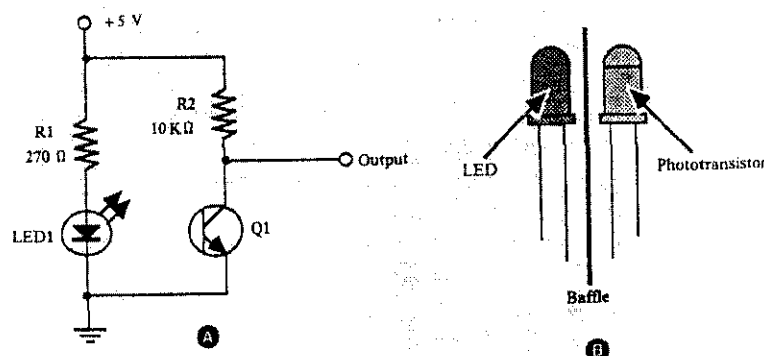 +5 V
R2
10 KΩ
R1
270 Ω
Output
LED1
Q1
A
LED
Phototransistor
Baffle
B